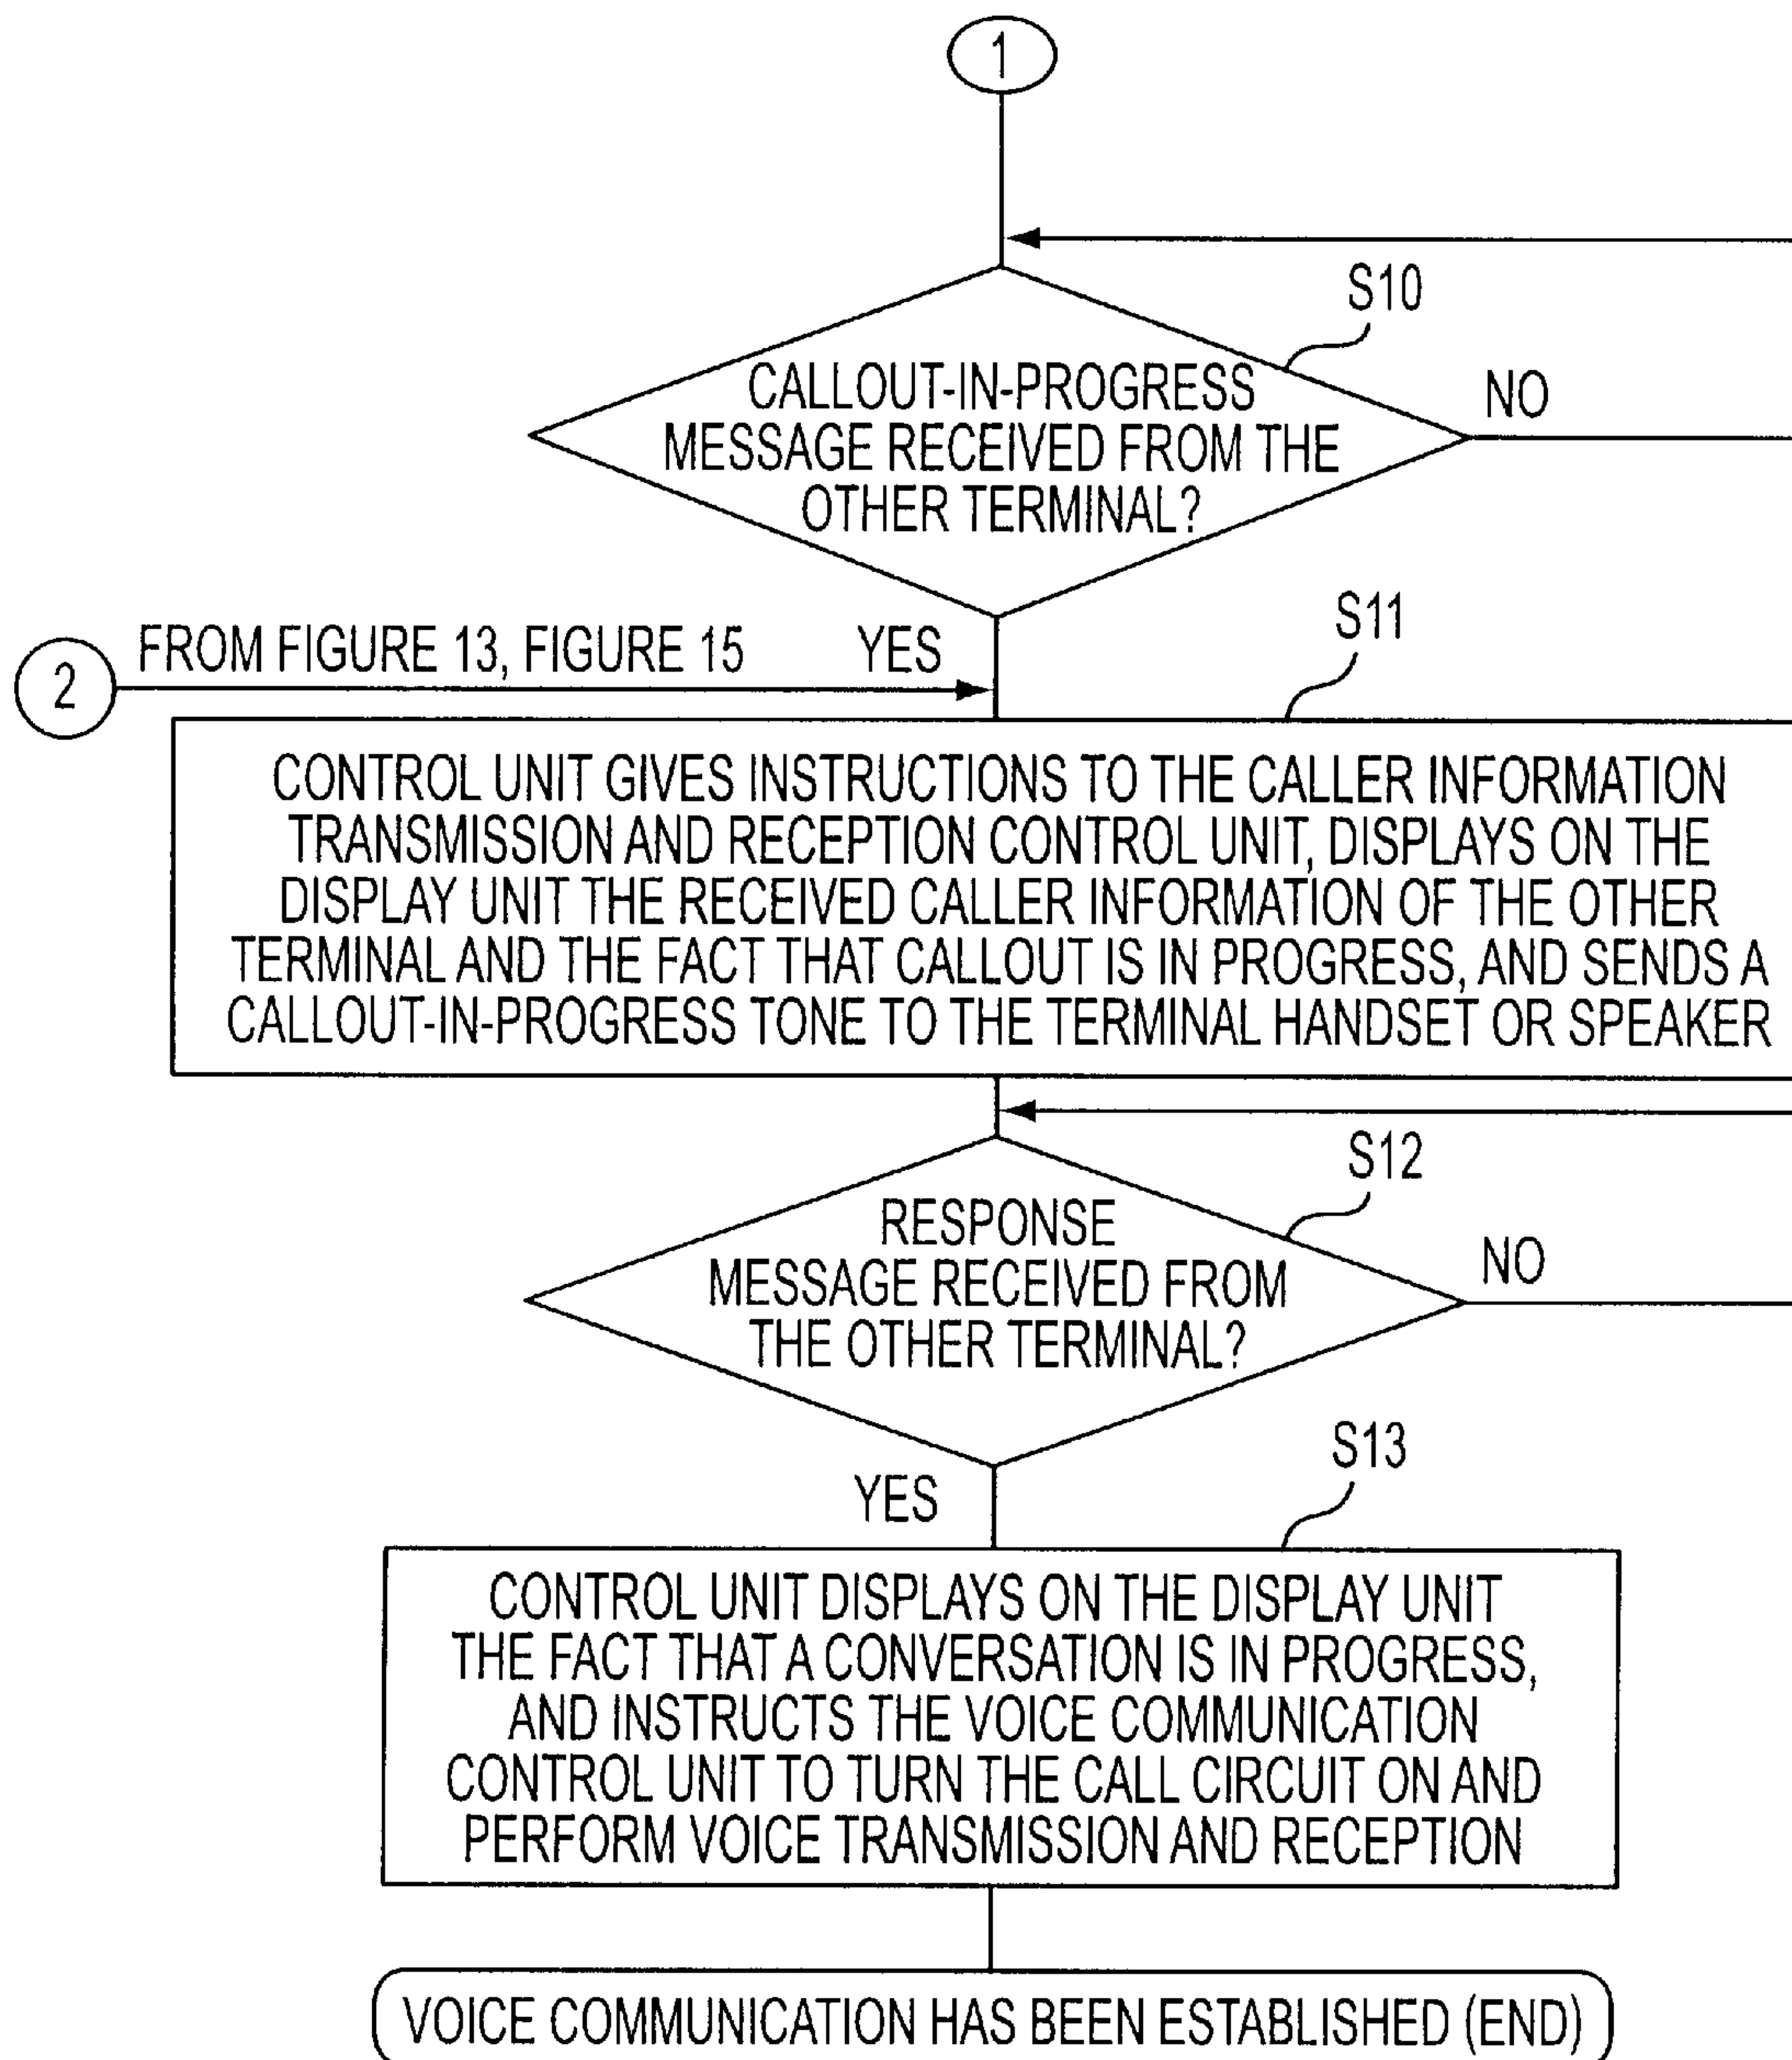 1
S10
CALLOUT-IN-PROGRESS
MESSAGE RECEIVED FROM THE
OTHER TERMINAL?
NO
S11
2
FROM FIGURE 13, FIGURE 15
YES
CONTROL UNIT GIVES INSTRUCTIONS TO THE CALLER INFORMATION
TRANSMISSION AND RECEPTION CONTROL UNIT, DISPLAYS ON THE
DISPLAY UNIT THE RECEIVED CALLER INFORMATION OF THE OTHER
TERMINAL AND THE FACT THAT CALLOUT IS IN PROGRESS, AND SENDS A
CALLOUT-IN-PROGRESS TONE TO THE TERMINAL HANDSET OR SPEAKER
S12
RESPONSE
MESSAGE RECEIVED FROM
THE OTHER TERMINAL?
NO
S13
YES
CONTROL UNIT DISPLAYS ON THE DISPLAY UNIT
THE FACT THAT A CONVERSATION IS IN PROGRESS,
AND INSTRUCTS THE VOICE COMMUNICATION
CONTROL UNIT TO TURN THE CALL CIRCUIT ON AND
PERFORM VOICE TRANSMISSION AND RECEPTION
VOICE COMMUNICATION HAS BEEN ESTABLISHED (END)